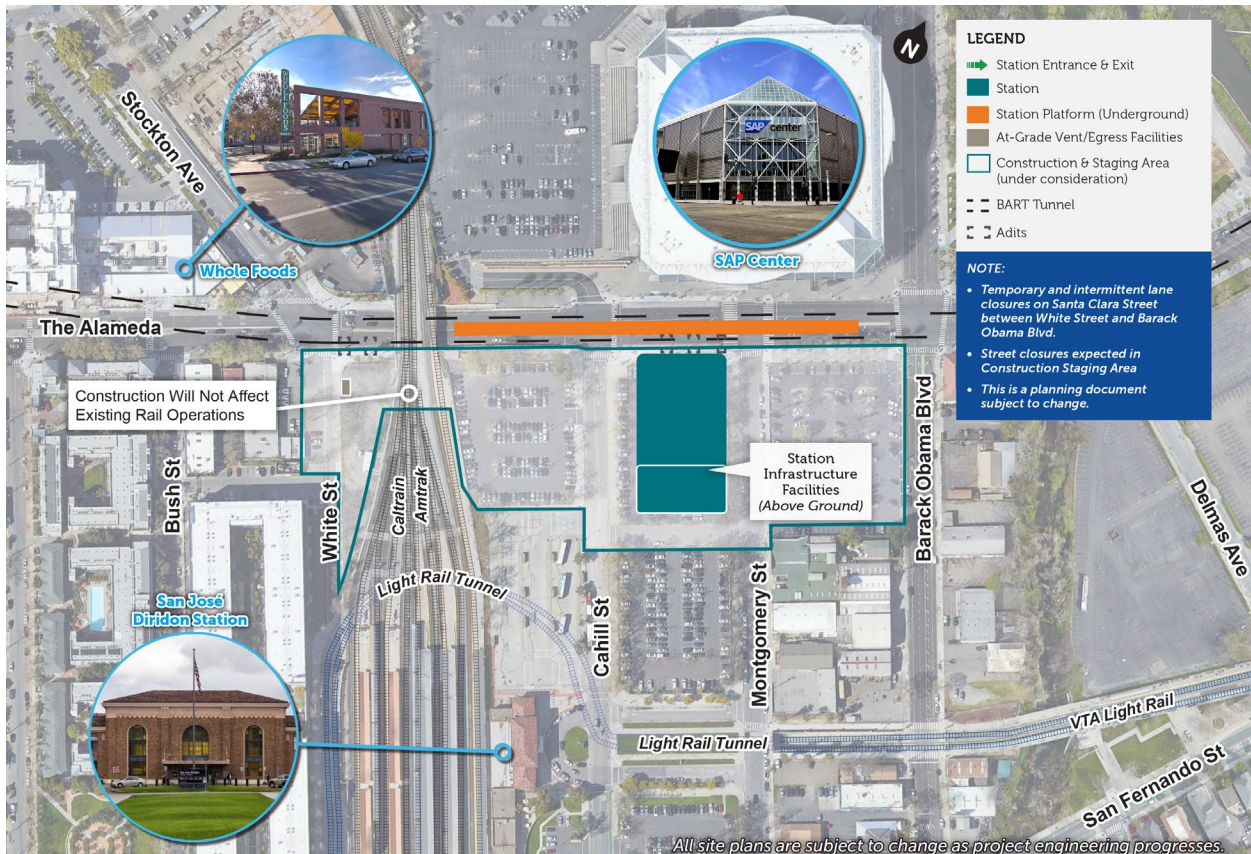 LEGEND
Station Entrance & Exit
Station
Station Platform (Underground)
At-Grade Vent/Egress Facilities
Construction & Staging Area
(under consideration)
BART Tunnel
Adits
NOTE:
• Temporary and intermittent lane
closures on Santa Clara Street
between White Street and Barack
Obama Blvd.
• Street closures expected in
Construction Staging Area
• This is a planning document
subject to change.
N
Stockton Ave
WHOLE FOODS
Whole Foods
SAP center
SAP Center
The Alameda
Construction Will Not Affect
Existing Rail Operations
Bush St
White St
Caltrain
Amtrak
Station
Infrastructure
Facilities
(Above Ground)
Barack Obama Blvd
Delmas Ave
Light Rail Tunnel
San José
Diridon Station
Cahill St
Montgomery St
Light Rail Tunnel
VTA Light Rail
San Fernando St
All site plans are subject to change as project engineering progresses.